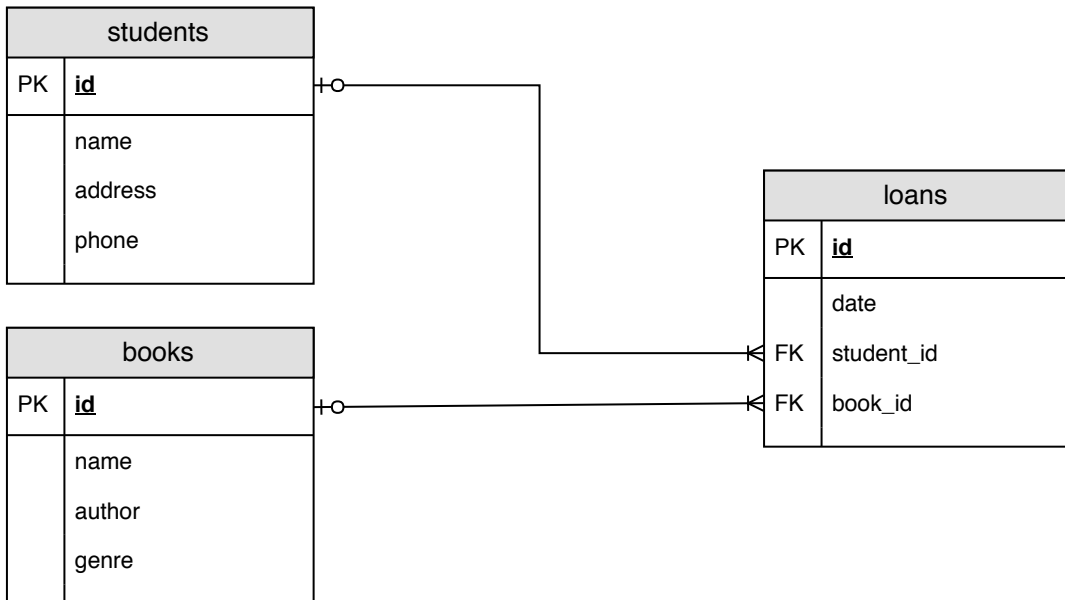 students
PK id
name
address
phone
books
PK id
name
author
genre
loans
PK id
date
FK student_id
FK book_id